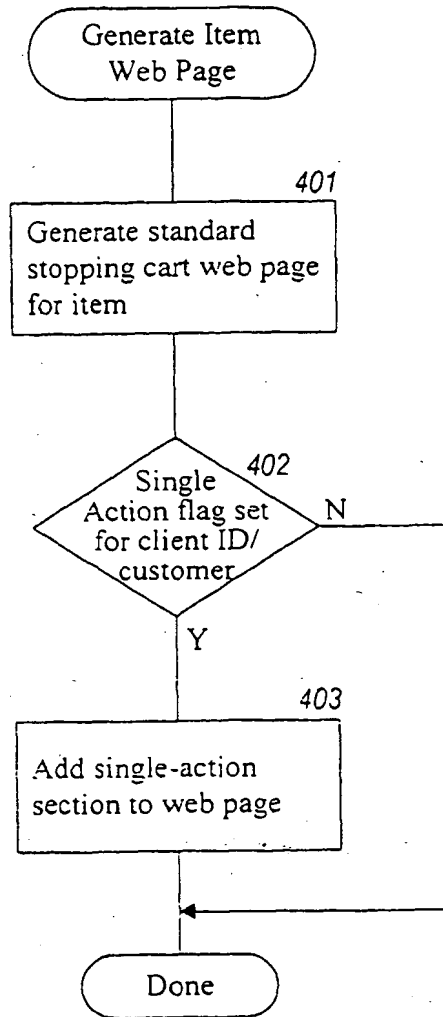 Generate Item
Web Page
401
Generate standard
stopping cart web page
for item
402
Single
Action flag set
for client ID/
customer
N
Y
403
Add single-action
section to web page
Done